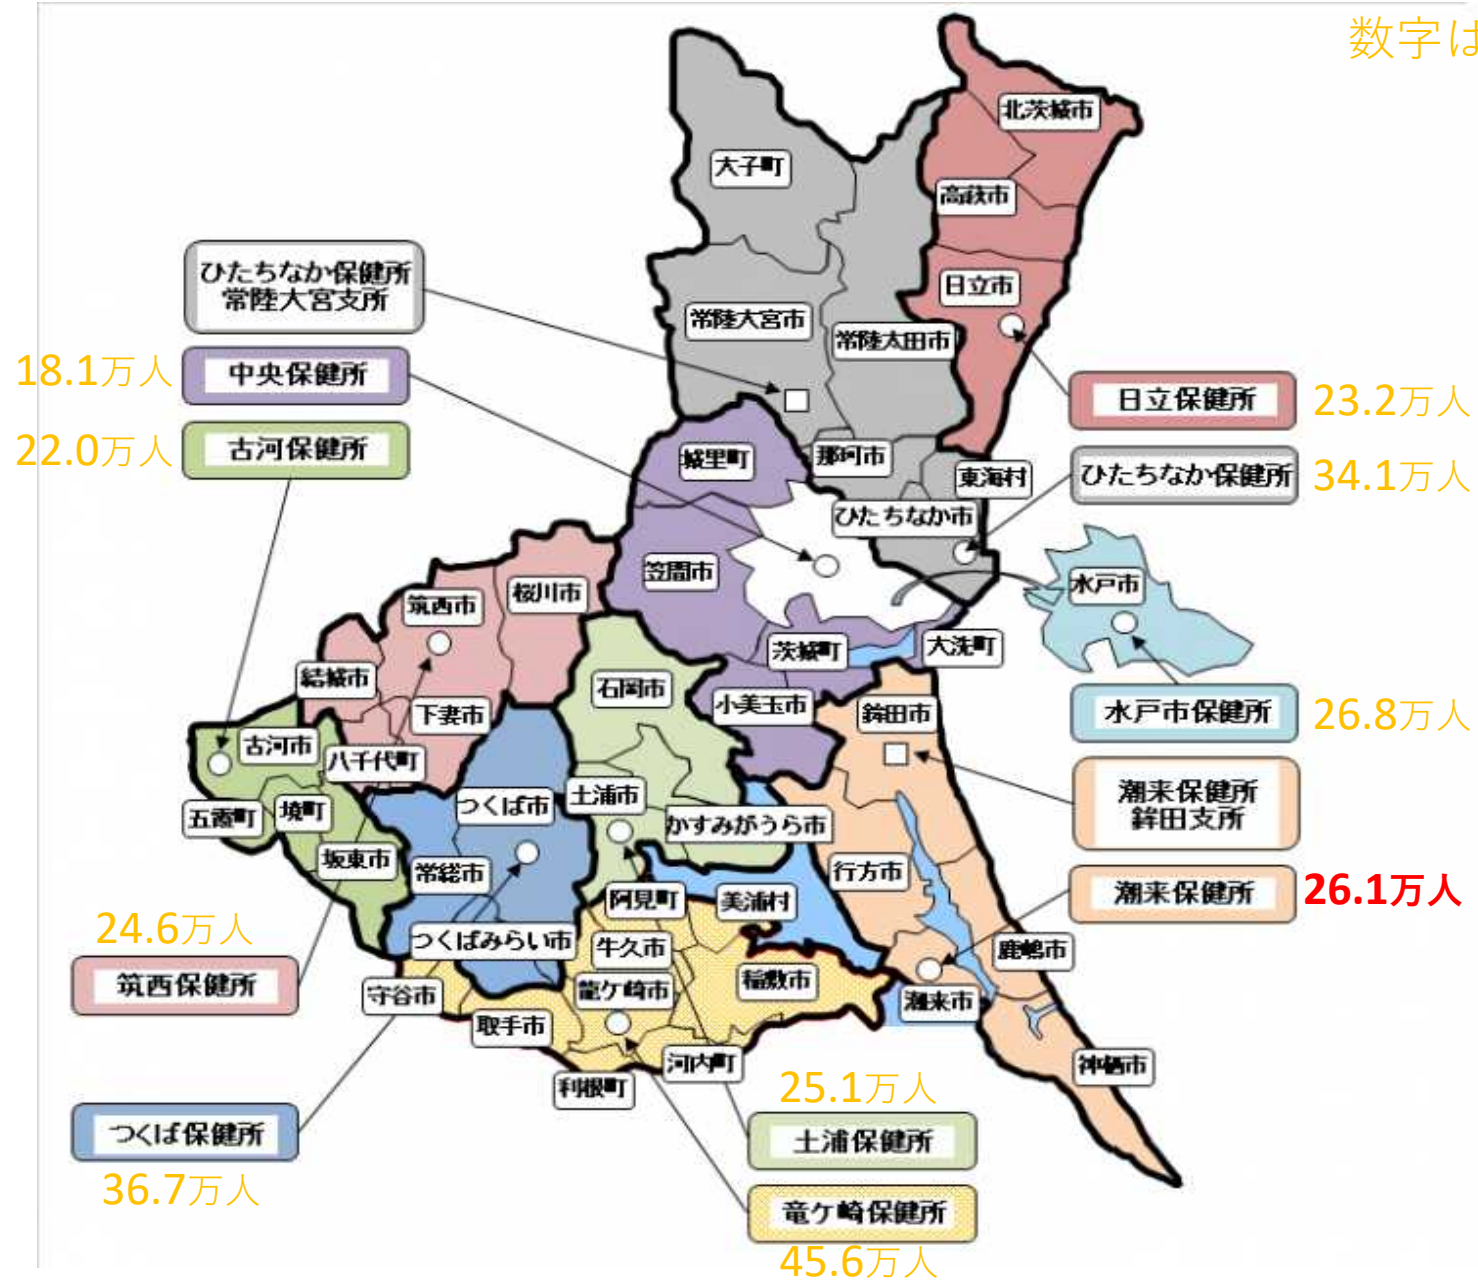 数字は
北茨城市
大子町
高萩市
ひたちなか保健所
常陸大宮支所
日立市
常陸大宮市
常陸太田市
18.1万人
中央保健所
日立保健所
23.2万人
22.0万人
古河保健所
城里町
那珂市
東海村
ひたちなか保健所
34.1万人
ひたちなか市
笠間市
水戸市
桜川市
筑西市
茨城町
大洗町
結城市
石岡市
小美玉市
鉾田市
水戸市保健所
26.8万人
下妻市
古河市
八千代町
潮来保健所
鉾田支所
五霞町
境町
つくば市
土浦市
かすみがうら市
坂東市
常総市
行方市
潮来保健所
26.1万人
阿見町
美浦村
24.6万人
つくばみらい市
牛久市
鹿嶋市
筑西保健所
守谷市
龍ケ崎市
稲敷市
潮来市
取手市
河内町
神栖市
利根町
25.1万人
つくば保健所
土浦保健所
36.7万人
竜ケ崎保健所
45.6万人